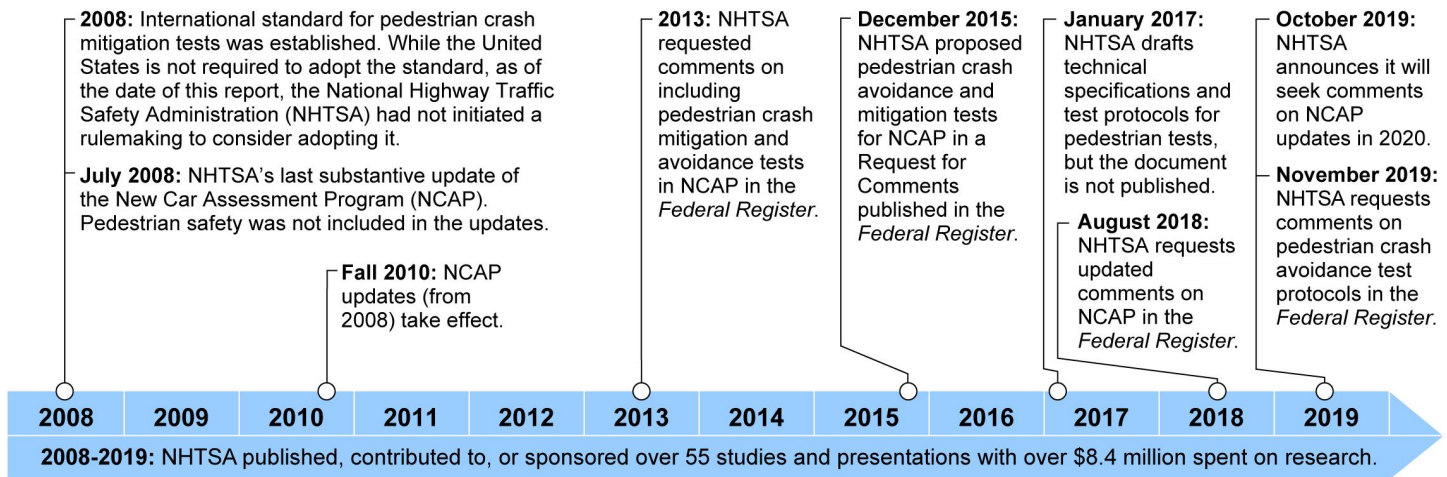 2008: International standard for pedestrian crash
mitigation tests was established. While the United
States is not required to adopt the standard, as of
the date of this report, the National Highway Traffic
Safety Administration (NHTSA) had not initiated a
rulemaking to consider adopting it.
July 2008: NHTSA's last substantive update of
the New Car Assessment Program (NCAP).
Pedestrian safety was not included in the updates.
Fall 2010: NCAP
updates (from
2008) take effect.
2013: NHTSA
requested
comments on
including
pedestrian crash
mitigation and
avoidance tests
in NCAP in the
Federal Register.
December 2015:
NHTSA proposed
pedestrian crash
avoidance and
mitigation tests
for NCAP in a
Request for
Comments
published in the
Federal Register.
January 2017:
NHTSA drafts
technical
specifications and
test protocols for
pedestrian tests,
but the document
is not published.
August 2018:
NHTSA requests
updated
comments on
NCAP in the
Federal Register.
October 2019:
NHTSA
announces it will
seek comments
on NCAP
updates in 2020.
November 2019:
NHTSA requests
comments on
pedestrian crash
avoidance test
protocols in the
Federal Register.
2008 2009 2010 2011 2012 2013 2014 2015 2016 2017 2018 2019
2008-2019: NHTSA published, contributed to, or sponsored over 55 studies and presentations with over $8.4 million spent on research.